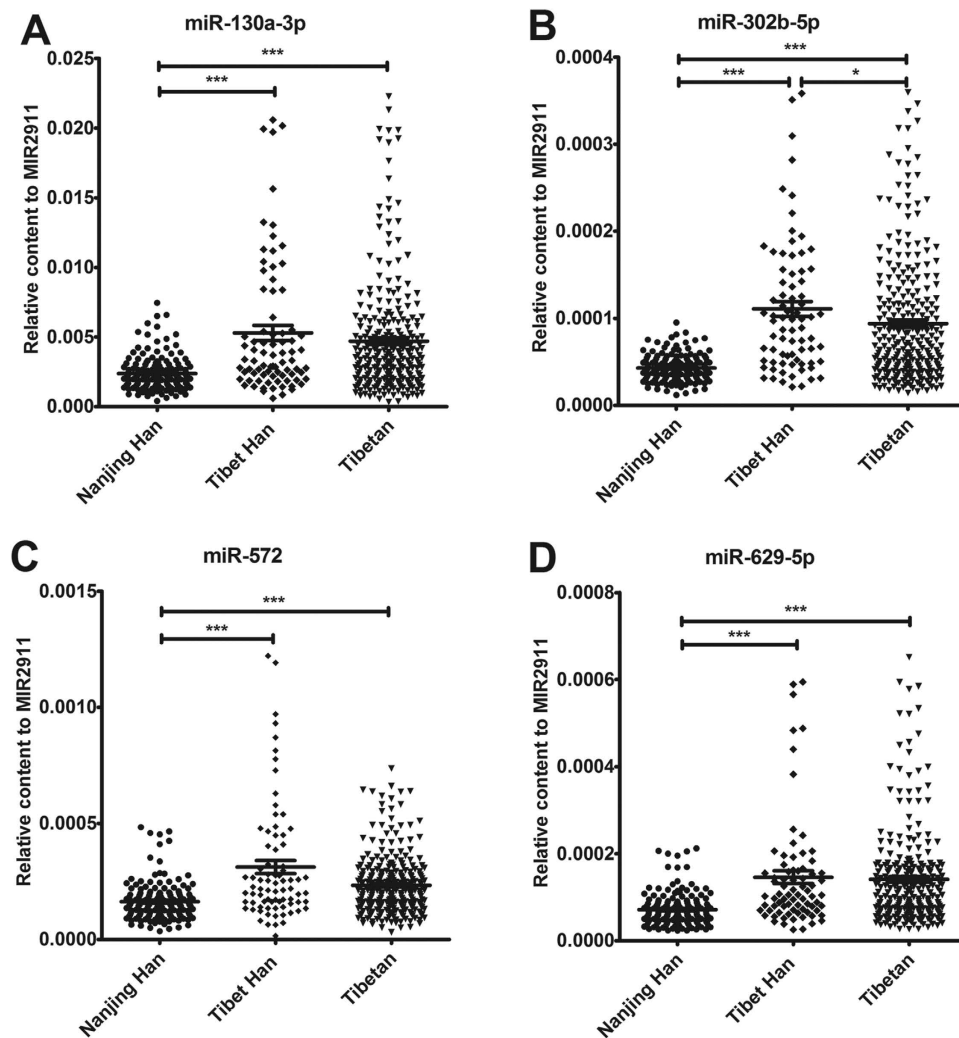 A
miR-130a-3p
Relative content to MIR2911
0.025
0.020
0.015
0.010
0.005
0.000
***
***
Nanjing Han
Tibet Han
Tibetan
B
miR-302b-5p
Relative content to MIR2911
0.0004
0.0003
0.0002
0.0001
0.0000
***
***
*
Nanjing Han
Tibet Han
Tibetan
C
miR-572
Relative content to MIR2911
0.0015
0.0010
0.0005
0.0000
***
***
Nanjing Han
Tibet Han
Tibetan
D
miR-629-5p
Relative content to MIR2911
0.0008
0.0006
0.0004
0.0002
0.0000
***
***
Nanjing Han
Tibet Han
Tibetan